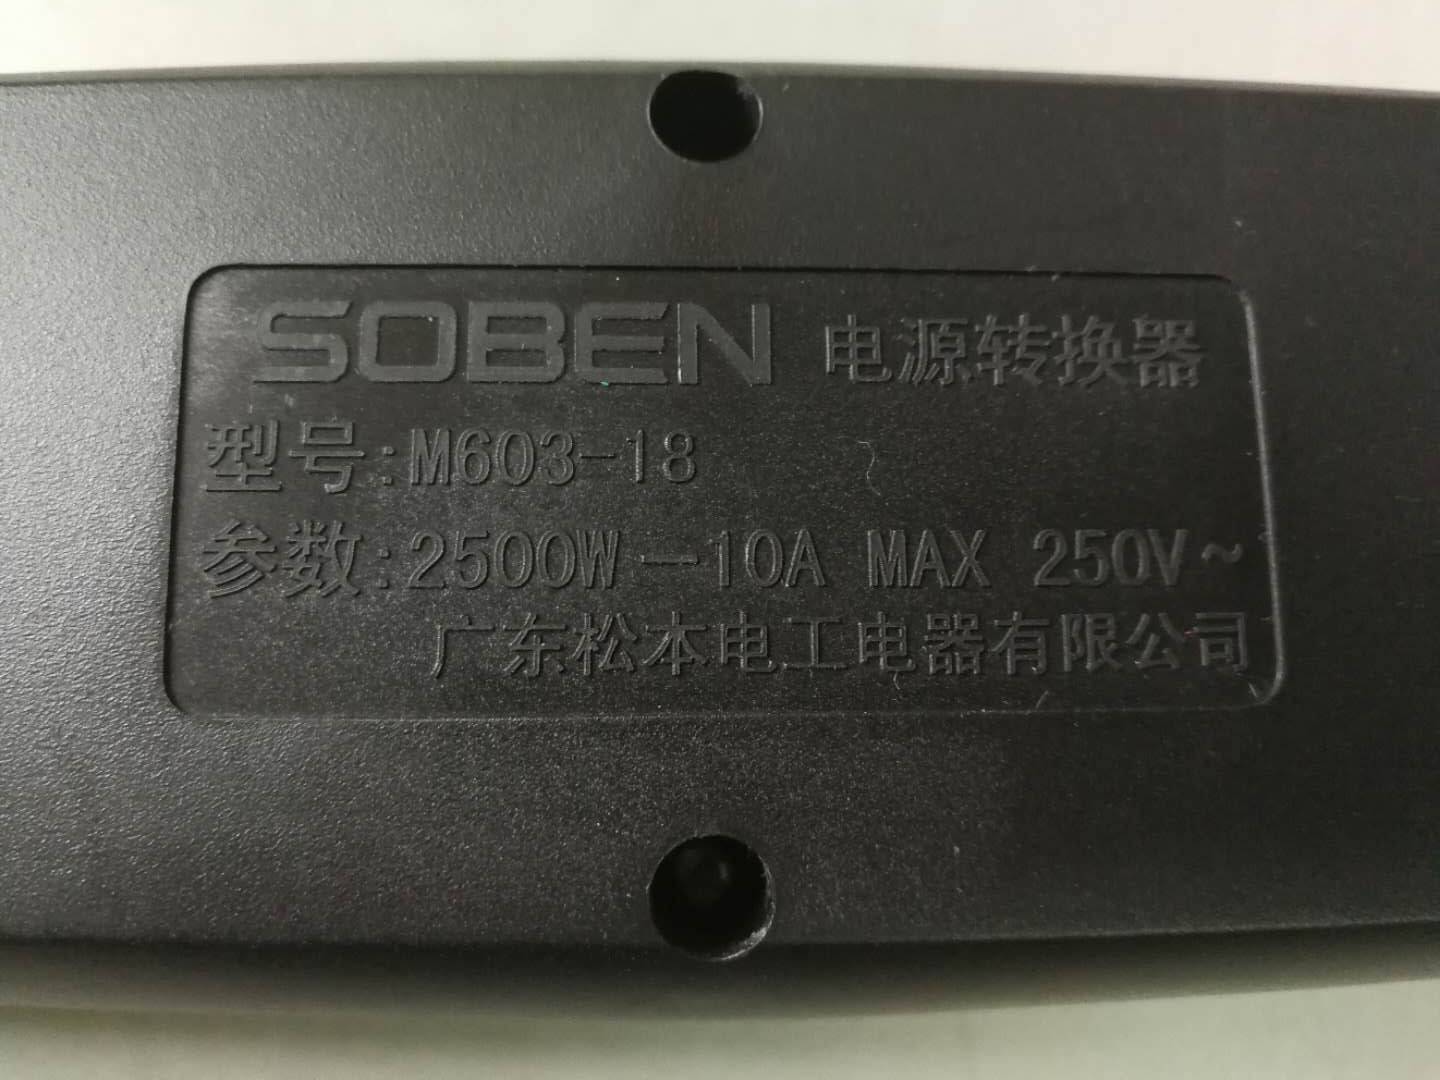 SOBEN 电源转换器
型号:M603-18
参数:2500W-10A MAX 250V~
广东松本电工电器有限公司